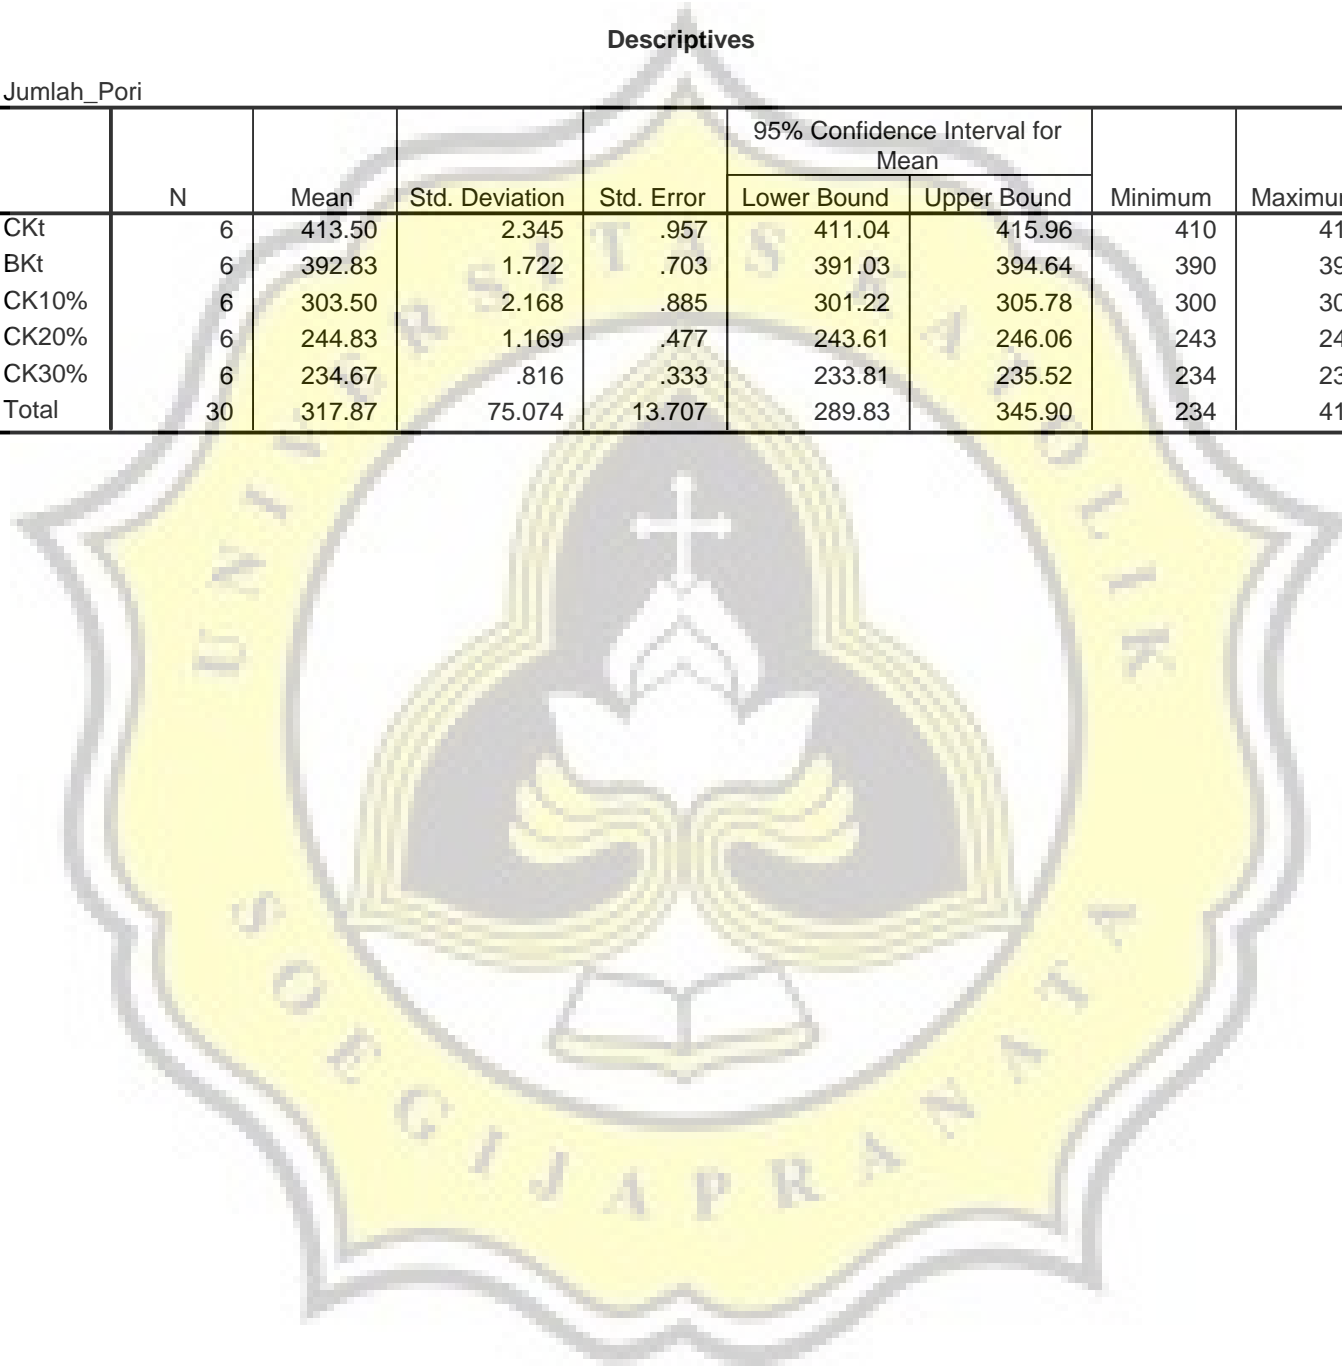 Descriptives
Jumlah_Pori
95% Confidence Interval for
Mean
N Mean Std. Deviation Std. Error Lower Bound Upper Bound Minimum
CKt 6 413.50 2.345 .957 411.04 415.96 410
BKt 6 392.83 1.722 .703 391.03 394.64 390
CK10% 6 303.50 2.168 .885 301.22 305.78 300
CK20% 6 244.83 1.169 .477 243.61 246.06 243
CK30% 6 234.67 .816 .333 233.81 235.52 234
Total 30 317.87 75.074 13.707 289.83 345.90 234
UNIVERSITAS KATOLIK
SOEGIJAPRANATA